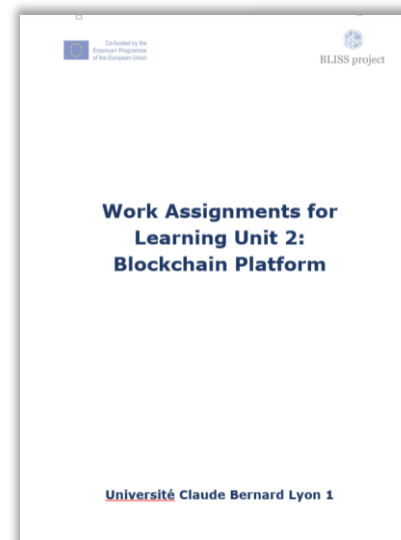 Co-funded by the
Erasmus+ Programme
of the European Union
BLISS project
Work Assignments for
Learning Unit 2:
Blockchain Platform
Université Claude Bernard Lyon 1